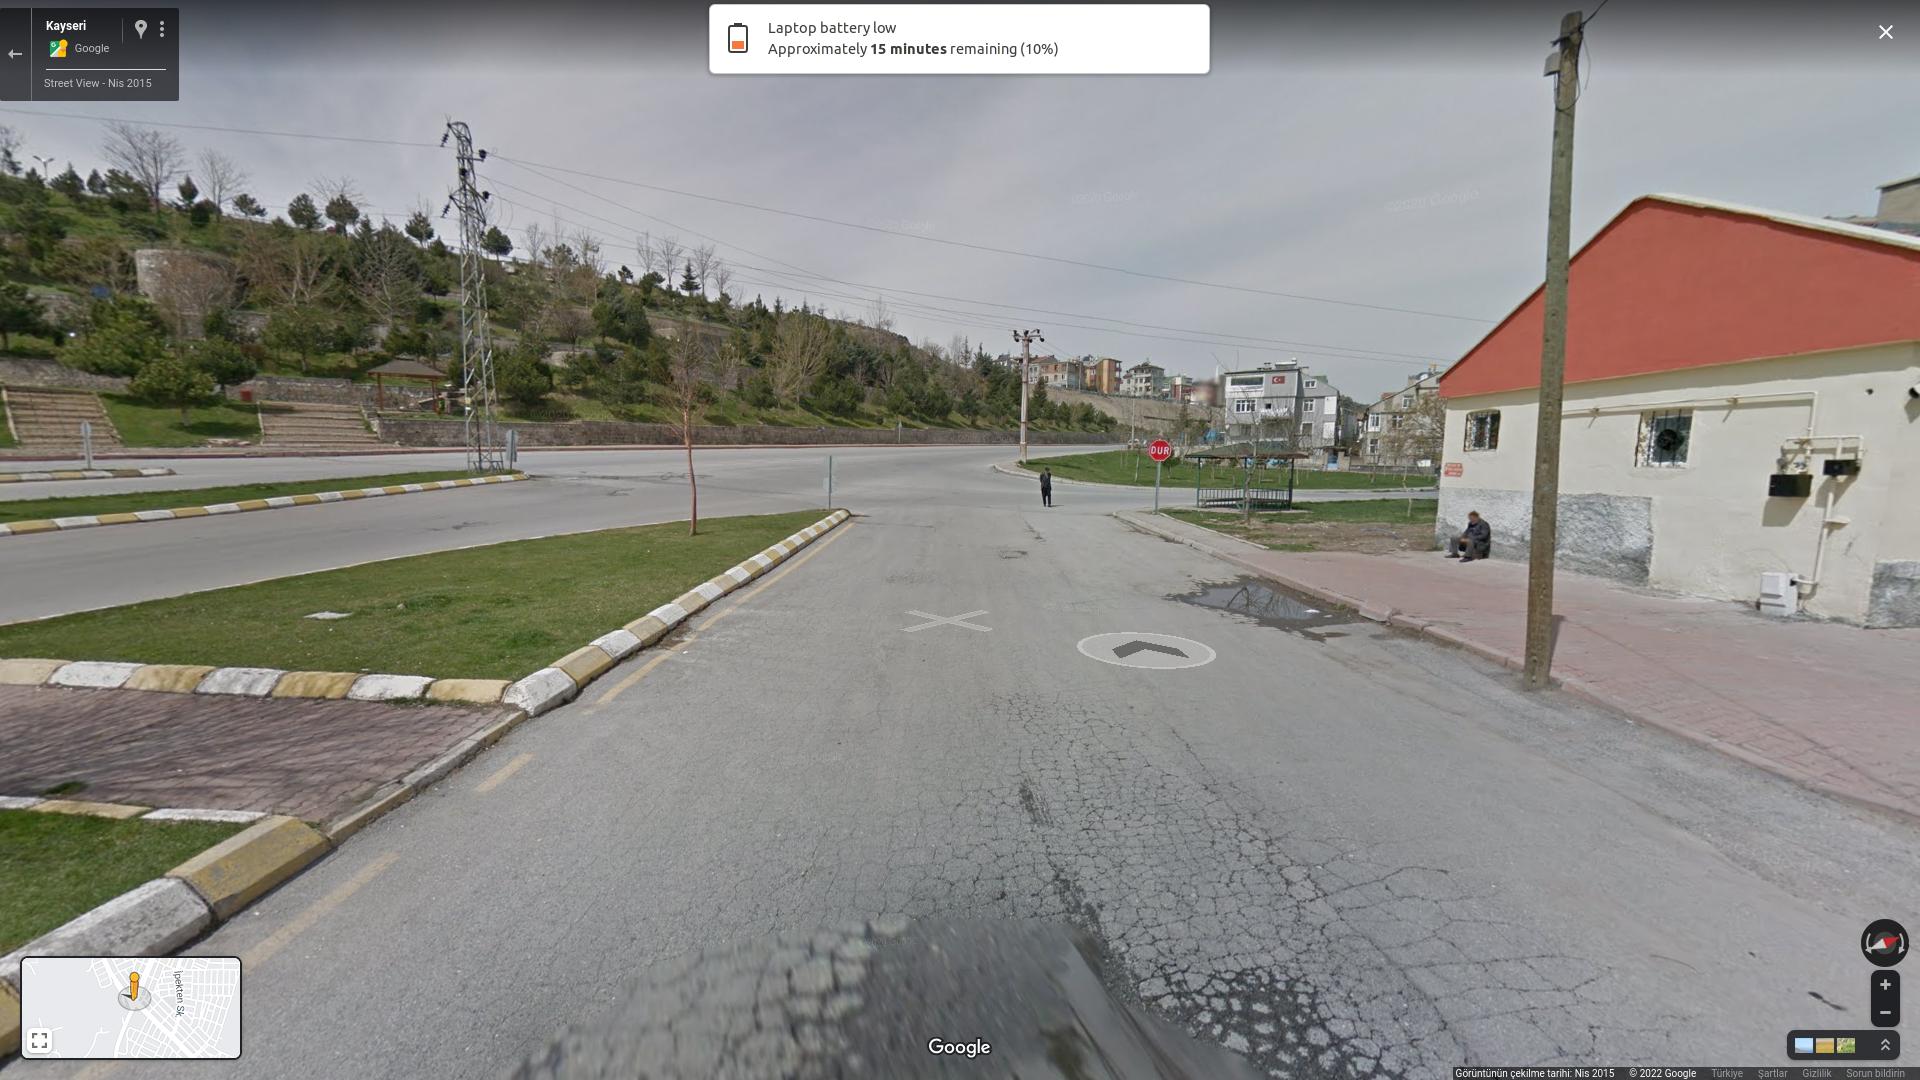 Kayseri
Google
Street View - Nis 2015
Laptop battery low
Approximately 15 minutes remaining (10%)
DUR
İpekten Sk
Google
Görüntünün çekilme tarihi: Nis 2015 © 2022 Google Türkiye Şartlar Gizlilik Sorun bildirin